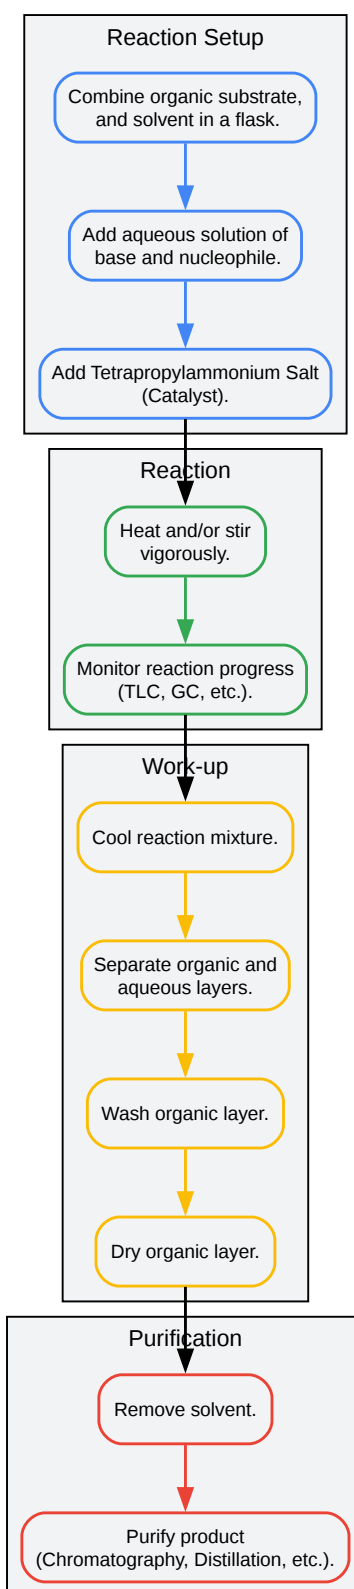 Reaction Setup
Combine organic substrate,
and solvent in a flask.
Add aqueous solution of
base and nucleophile.
Add Tetrapropylammonium Salt
(Catalyst).
Reaction
Heat and/or stir
vigorously.
Monitor reaction progress
(TLC, GC, etc.).
Work-up
Cool reaction mixture.
Separate organic and
aqueous layers.
Wash organic layer.
Dry organic layer.
Purification
Remove solvent.
Purify product
(Chromatography, Distillation, etc.).